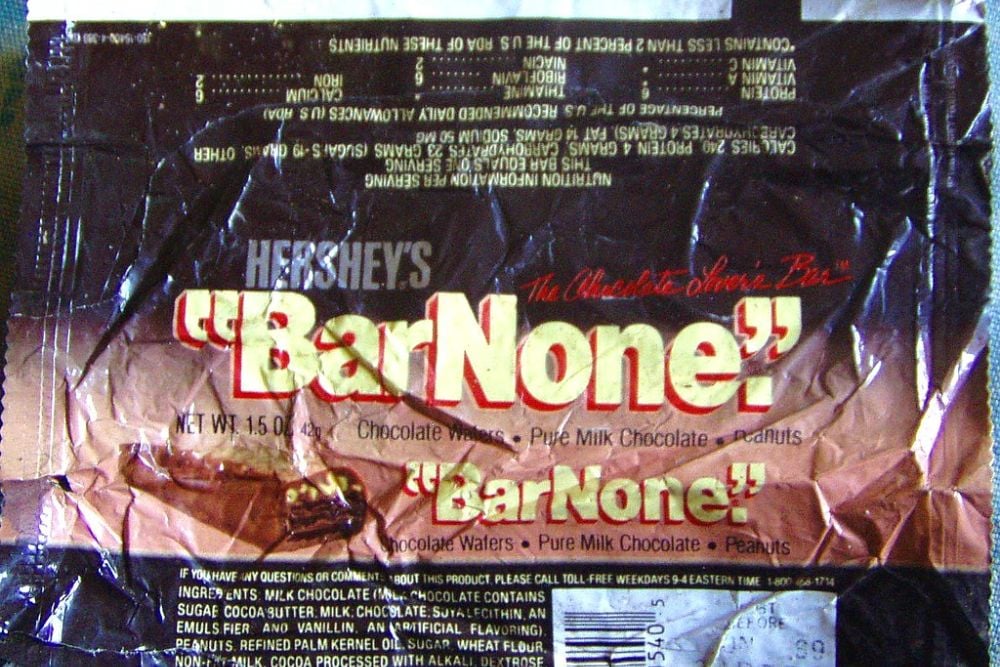 NUTRITION INFORMATION PER SERVING
THIS BAR EQUALS ONE SERVING
CALORIES 240 PROTEIN 4 GRAMS, CARBOHYDRATES 23 GRAMS (SUGARS-19 GRAMS, OTHER
CARBOHYDRATES 4 GRAMS), FAT 14 GRAMS, SODIUM 50 MG
PERCENTAGE OF THE U.S. RECOMMENDED DAILY ALLOWANCES (U S RDA)
PROTEIN 6 THIAMINE * CALCIUM 6
VITAMIN A * RIBOFLAVIN 6 IRON 2
VITAMIN C * NIACIN 2
*CONTAINS LESS THAN 2 PERCENT OF THE U S RDA OF THESE NUTRIENTS
HERSHEY'S
The Chocolate Lover's Bar™
"BarNone."
NET WT. 1.5 OZ 42g Chocolate Wafers • Pure Milk Chocolate • Peanuts
"BarNone."
Chocolate Wafers • Pure Milk Chocolate • Peanuts
IF YOU HAVE ANY QUESTIONS OR COMMENTS ABOUT THIS PRODUCT, PLEASE CALL TOLL-FREE WEEKDAYS 9-4 EASTERN TIME 1-800 1714
INGREDIENTS: MILK CHOCOLATE (MILK CHOCOLATE CONTAINS
SUGAR COCOA BUTTER, MILK, CHOCOLATE, SOYA LECITHIN, AN
EMULSIFIER AND VANILLIN, AN ARTIFICIAL FLAVORING).
PEANUTS, REFINED PALM KERNEL OIL, SUGAR, WHEAT FLOUR,
MILK, COCOA PROCESSED WITH ALKALI, DEXTROSE
5540 5